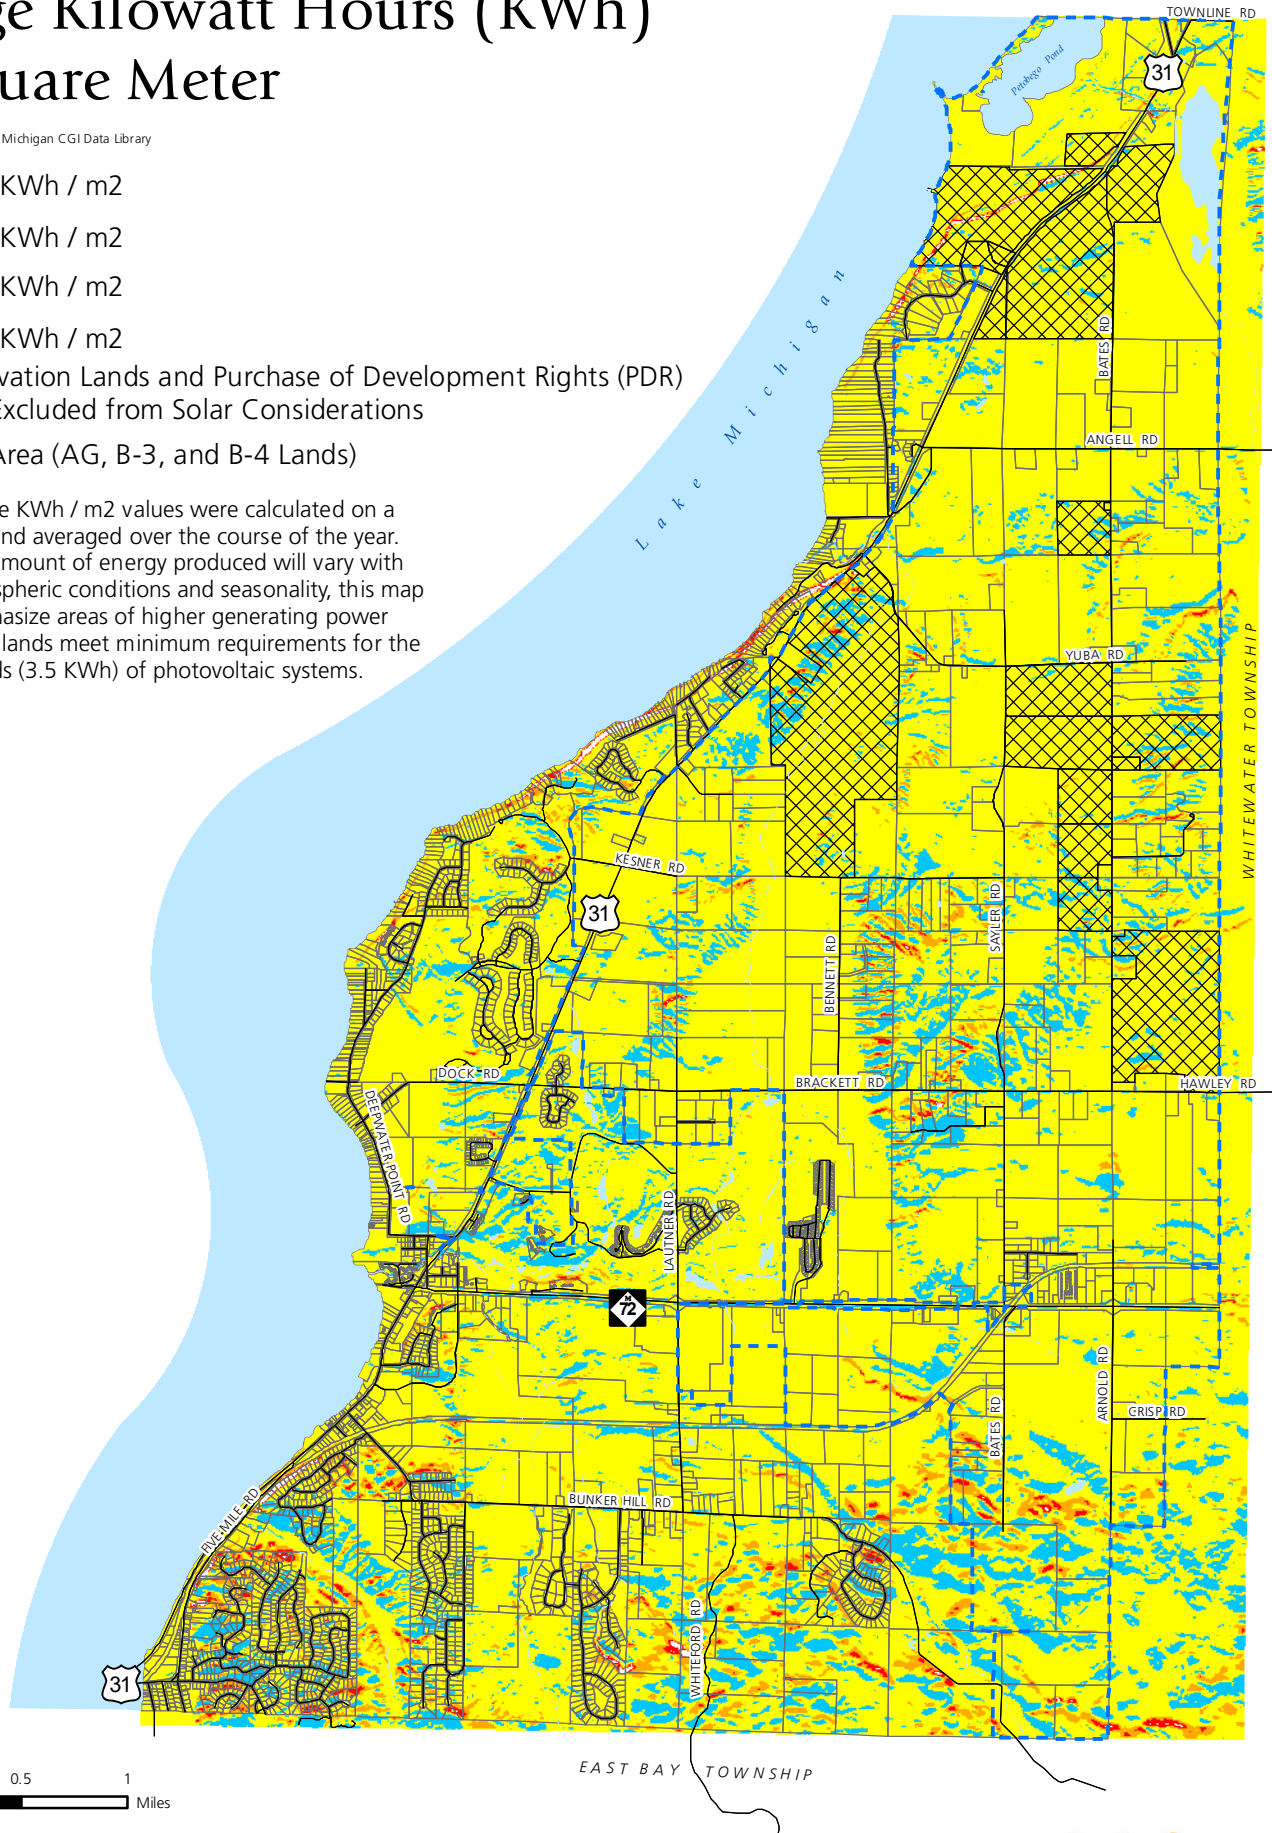 ge Kilowatt Hours (KWh)
uare Meter
Michigan CGI Data Library
KWh / m2
KWh / m2
KWh / m2
KWh / m2
vation Lands and Purchase of Development Rights (PDR)
Excluded from Solar Considerations
Area (AG, B-3, and B-4 Lands)
e KWh / m2 values were calculated on a
nd averaged over the course of the year.
mount of energy produced will vary with
spheric conditions and seasonality, this map
hasize areas of higher generating power
lands meet minimum requirements for the
ds (3.5 KWh) of photovoltaic systems.
TOWNLINE RD
Petobego Pond
31
Lake Michigan
BATES RD
ANGELL RD
YUBA RD
WHITEWATER TOWNSHIP
KESNER RD
31
SAYLER RD
BENNETT RD
DOCK RD
BRACKETT RD
HAWLEY RD
DEEPWATER POINT RD
LAUTNER RD
M
72
ARNOLD RD
BATES RD
CRISP RD
FIVE MILE RD
BUNKER HILL RD
WHITEFORD RD
31
EAST BAY TOWNSHIP
0.5 1
Miles